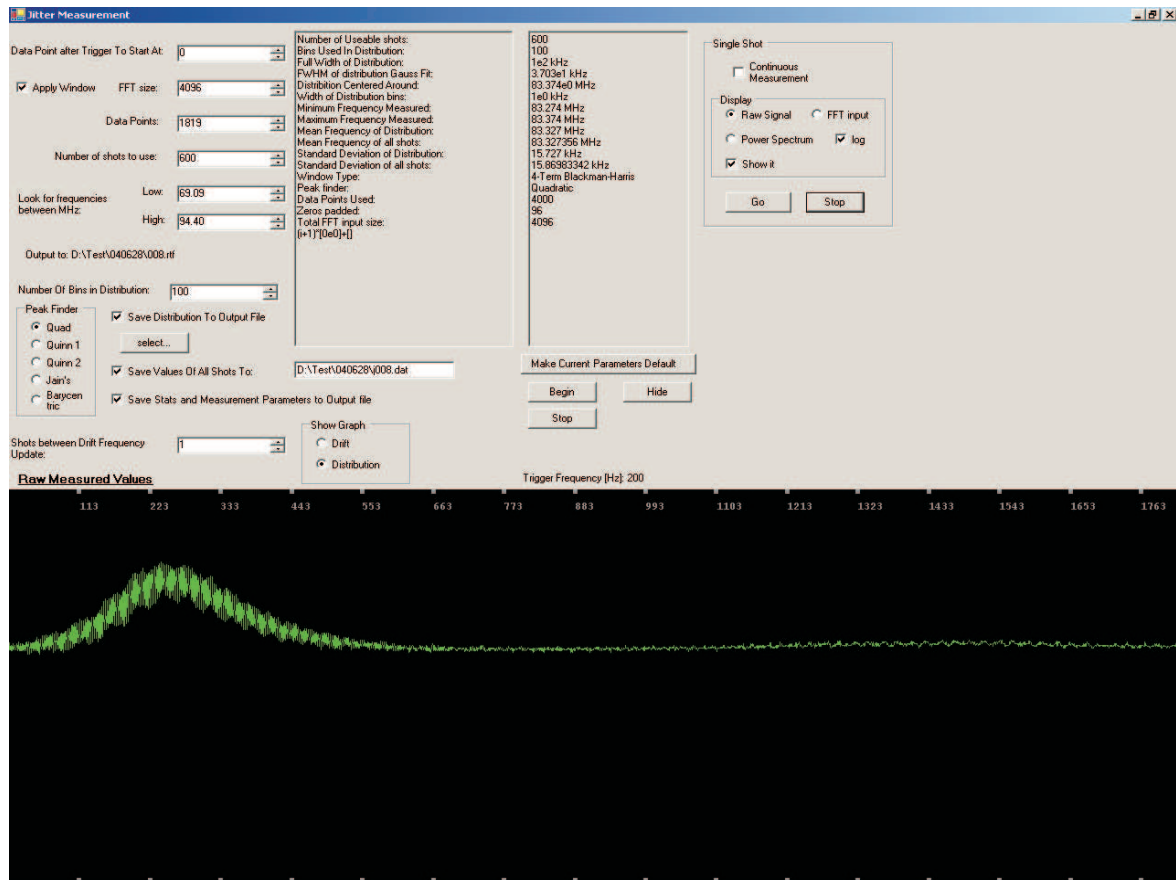 Jitter Measurement
Data Point after Trigger To Start At: 0
Apply Window FFT size: 4096
Data Points: 1819
Number of shots to use: 600
Look for frequencies between MHz:
Low: 69.09
High: 94.40
Output to: D:\Test\040628\008.rtf
Number Of Bins in Distribution: 100
Peak Finder
Quad
Quinn 1
Quinn 2
Jain's
Barycen
tric
Save Distribution To Output File
select...
Save Values Of All Shots To: D:\Test\040628\j008.dat
Save Stats and Measurement Parameters to Output file
Shots between Drift Frequency
Update: 1
Show Graph
Drift
Distribution
Number of Useable shots: 600
Bins Used In Distribution: 100
Full Width of Distribution: 1e2 kHz
FWHM of distribution Gauss Fit: 3.703e1 kHz
Distribition Centered Around: 83.374e0 MHz
Width of Distribution bins: 1e0 kHz
Minimum Frequency Measured: 83.274 MHz
Maximum Frequency Measured: 83.374 MHz
Mean Frequency of Distribution: 83.327 MHz
Mean Frequency of all shots: 83.327356 MHz
Standard Deviation of Distribution: 15.727 kHz
Standard Deviation of all shots: 15.86983342 kHz
Window Type: 4-Term Blackman-Harris
Peak finder: Quadratic
Data Points Used: 4000
Zeros padded: 96
Total FFT input size: 4096
(i+1)*[0e0]+[]
Make Current Parameters Default
Begin Hide
Stop
Trigger Frequency [Hz]: 200
Single Shot
Continuous
Measurement
Display
Raw Signal FFT input
Power Spectrum log
Show it
Go Stop
Raw Measured Values
113 223 333 443 553 663 773 883 993 1103 1213 1323 1433 1543 1653 1763